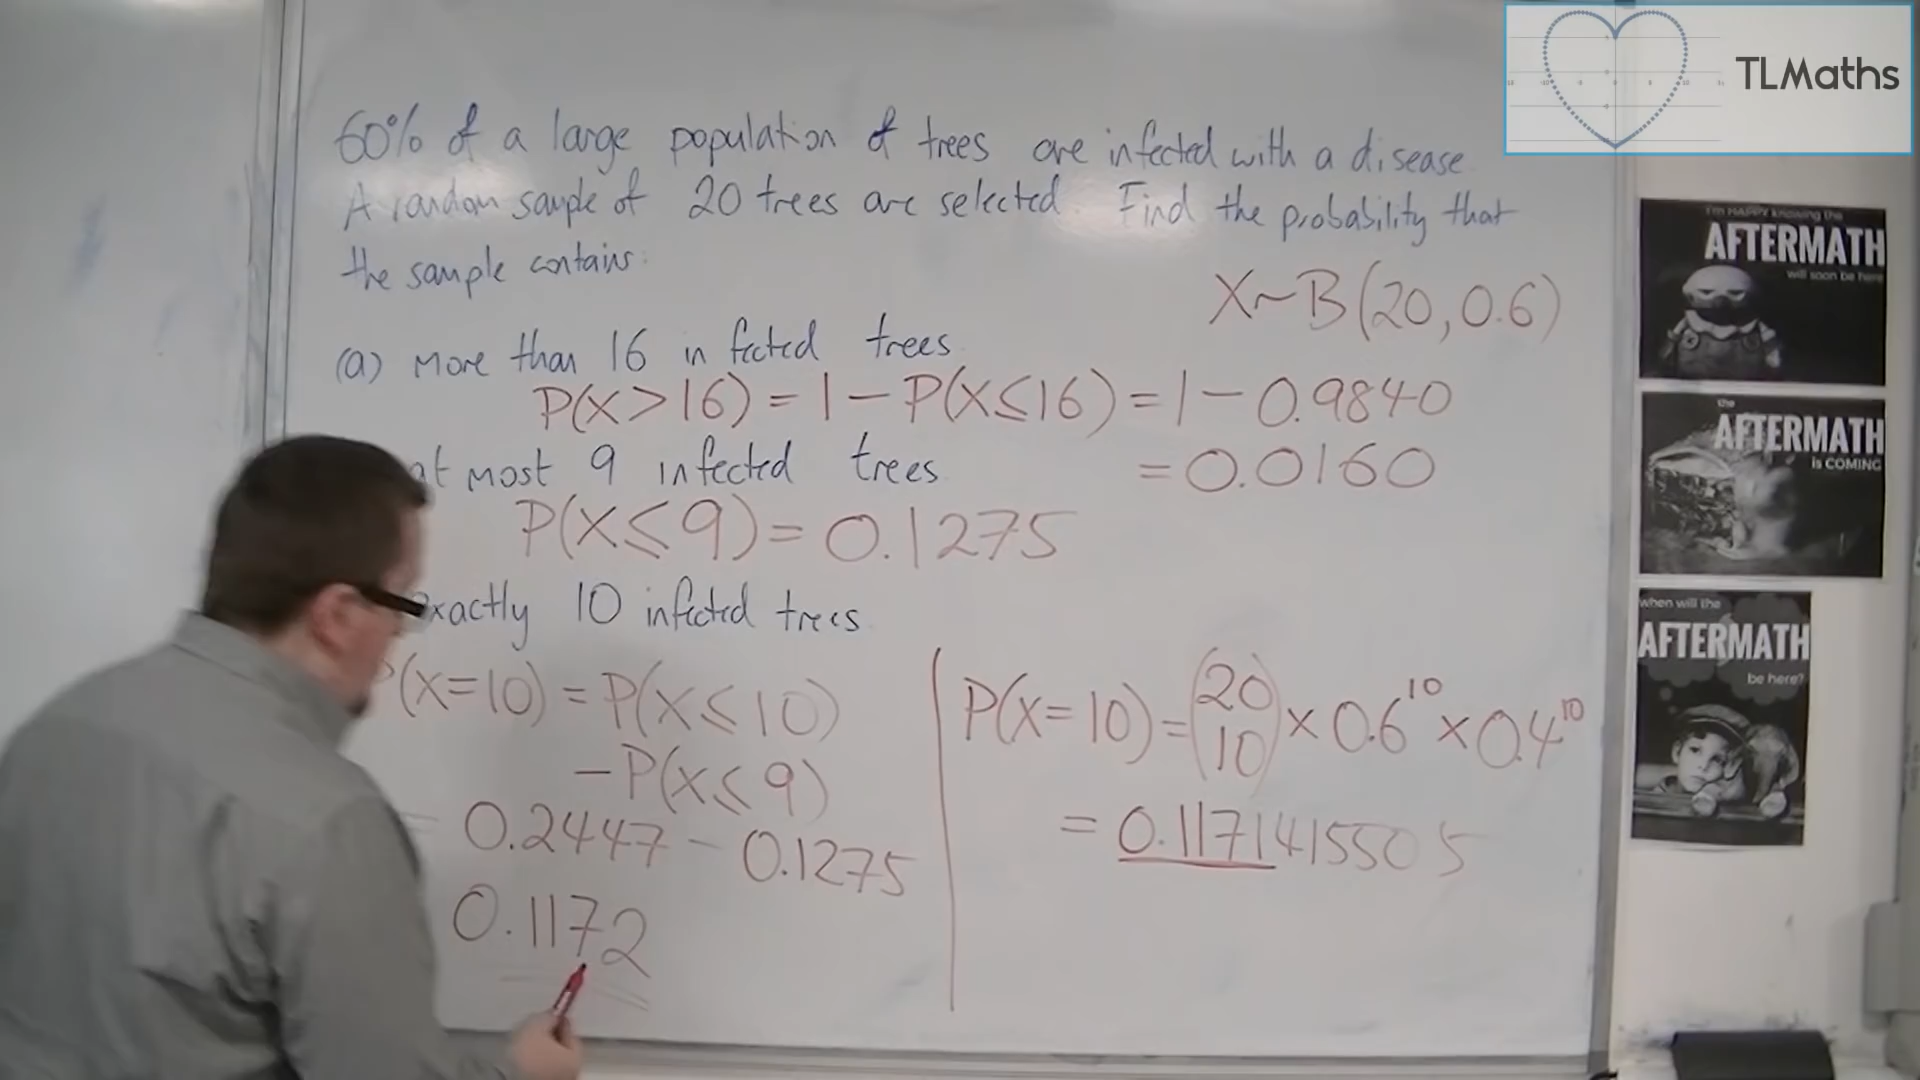 TLMaths
60% of a large population of trees are infected with a disease.
A random sample of 20 trees are selected. Find the probability that
the sample contains:
X~B(20,0.6)
(a) more than 16 infected trees
P(X>16) = 1 - P(X≤16) = 1 - 0.9840
= 0.0160
at most 9 infected trees
P(X≤9) = 0.1275
exactly 10 infected trees
P(X=10) = P(X≤10)
- P(X≤9)
= 0.2447 - 0.1275
0.1172
P(X=10) = (20 10) × 0.6^10 × 0.4^10
= 0.1171415505
I'm HAPPY knowing the
AFTERMATH
will soon be here
the
AFTERMATH
is COMING
when will the
AFTERMATH
be here?